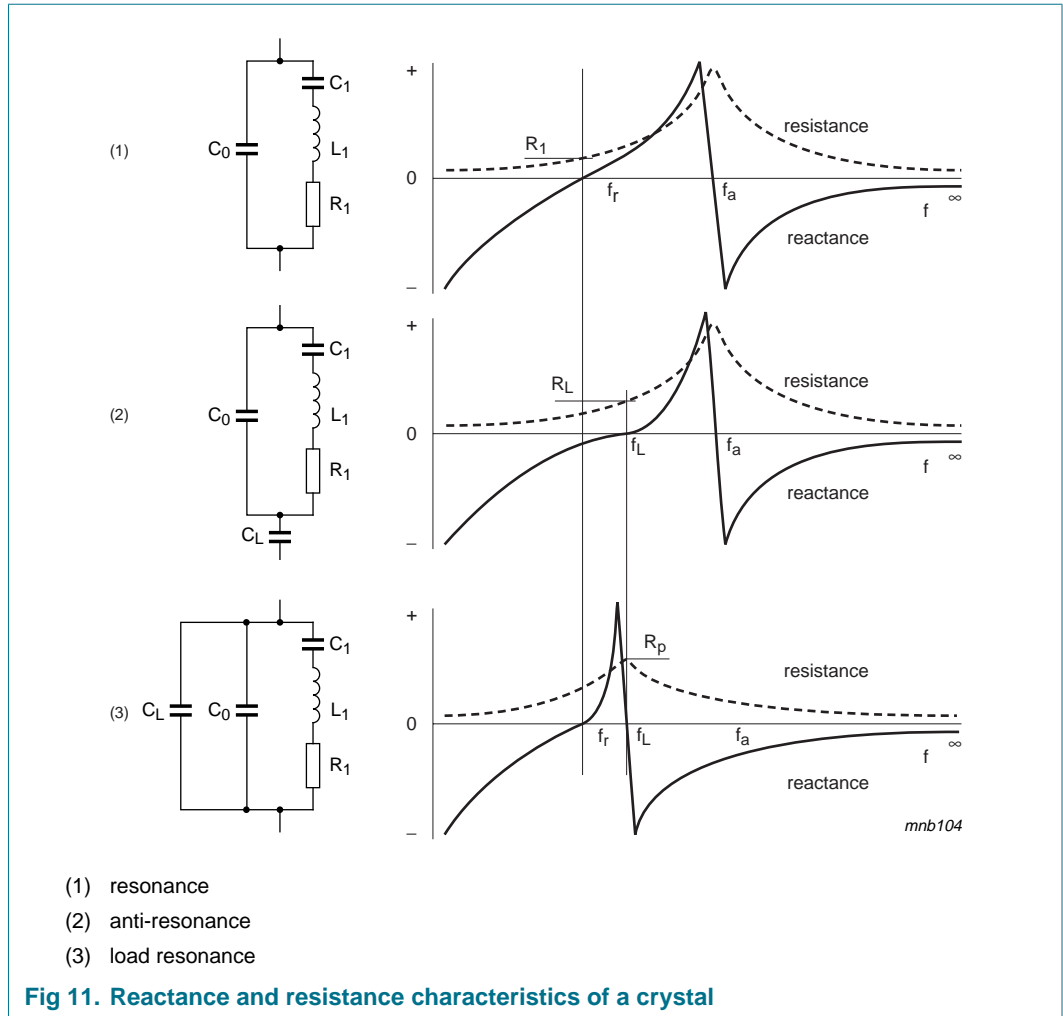 (1)
C0
C1
L1
R1
+
0
–
R1
fr
fa
resistance
f
∞
reactance
(2)
C0
C1
L1
R1
CL
+
0
–
RL
fL
fa
resistance
f
∞
reactance
(3)
CL
C0
C1
L1
R1
+
0
–
Rp
fr
fL
fa
resistance
f
∞
reactance
mnb104
(1) resonance
(2) anti-resonance
(3) load resonance
Fig 11. Reactance and resistance characteristics of a crystal